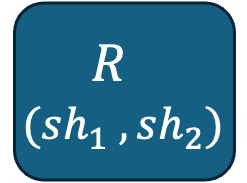 R
(sh₁ , sh₂)